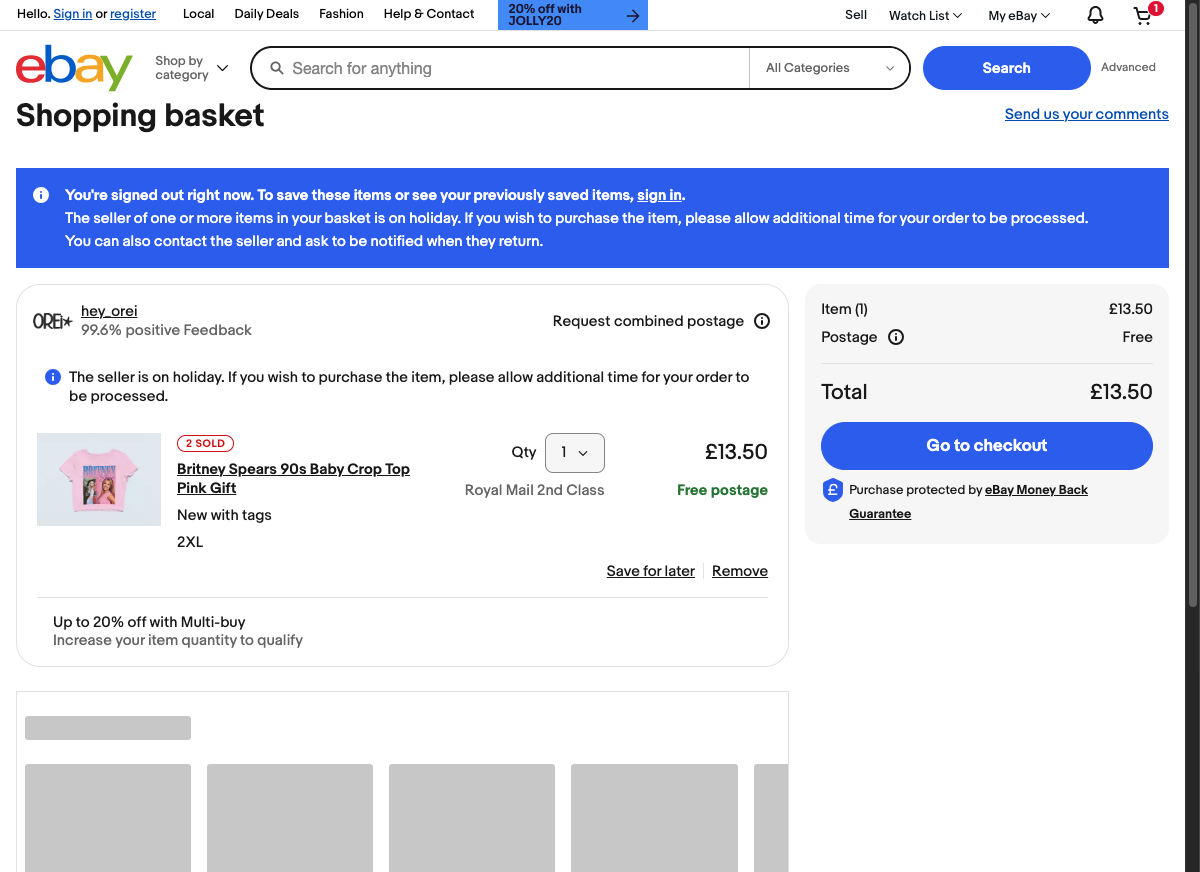 Hello. Sign in or register
Local
Daily Deals
Fashion
Help & Contact
20% off with
JOLLY20
Sell
Watch List
My eBay
1
ebay
Shop by
category
Search for anything
All Categories
Search
Advanced
Shopping basket
Send us your comments
You're signed out right now. To save these items or see your previously saved items, sign in.
The seller of one or more items in your basket is on holiday. If you wish to purchase the item, please allow additional time for your order to be processed.
You can also contact the seller and ask to be notified when they return.
OREI
hey_orei
99.6% positive Feedback
Request combined postage
The seller is on holiday. If you wish to purchase the item, please allow additional time for your order to
be processed.
BRITNEY
2 SOLD
Britney Spears 90s Baby Crop Top
Pink Gift
New with tags
2XL
Qty
1
£13.50
Royal Mail 2nd Class
Free postage
Save for later
Remove
Up to 20% off with Multi-buy
Increase your item quantity to qualify
Item (1)
£13.50
Postage
Free
Total
£13.50
Go to checkout
£
Purchase protected by eBay Money Back
Guarantee